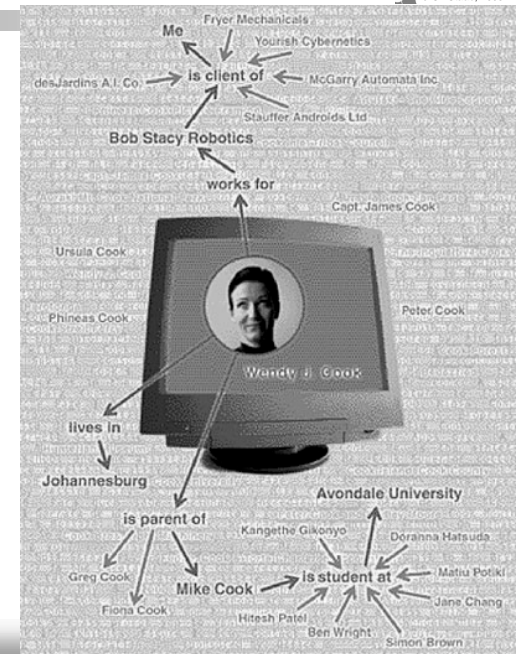 Fryer Mechanicals
Me
Yourish Cybernetics
desJardins A.I. Co.
is client of
McGarry Automata Inc
Stauffer Androids Ltd
Bob Stacy Robotics
works for
Capt. James Cook
Ursula Cook
Phineas Cook
Peter Cook
Wendy J. Cook
lives in
Johannesburg
is parent of
Avondale University
Kangethe Gikonyo
Doranna Hatsuda
Greg Cook
Mike Cook
is student at
Matiu Potiki
Fiona Cook
Jane Chang
Hitesh Patel
Ben Wright
Simon Brown